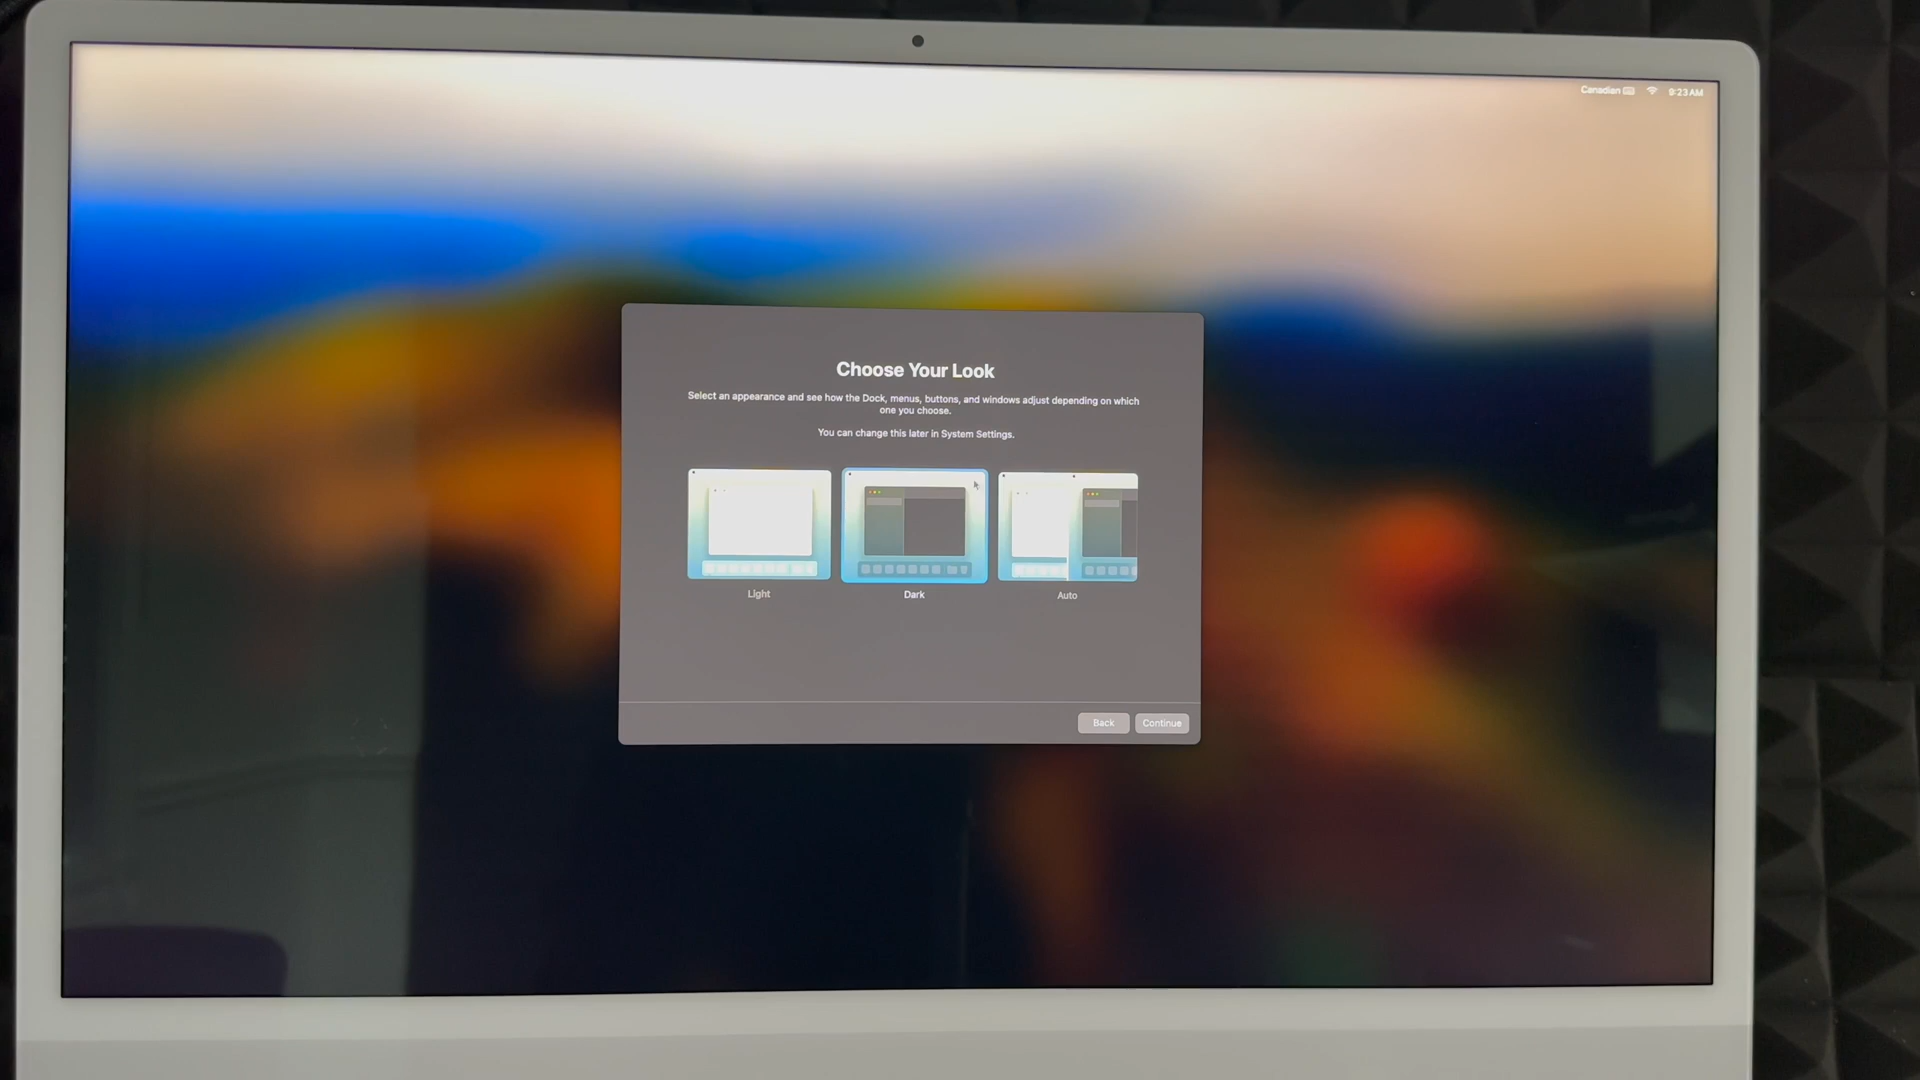 Canadian 9:23 AM
Choose Your Look
Select an appearance and see how the Dock, menus, buttons, and windows adjust depending on which
one you choose.
You can change this later in System Settings.
Light Dark Auto
Back Continue